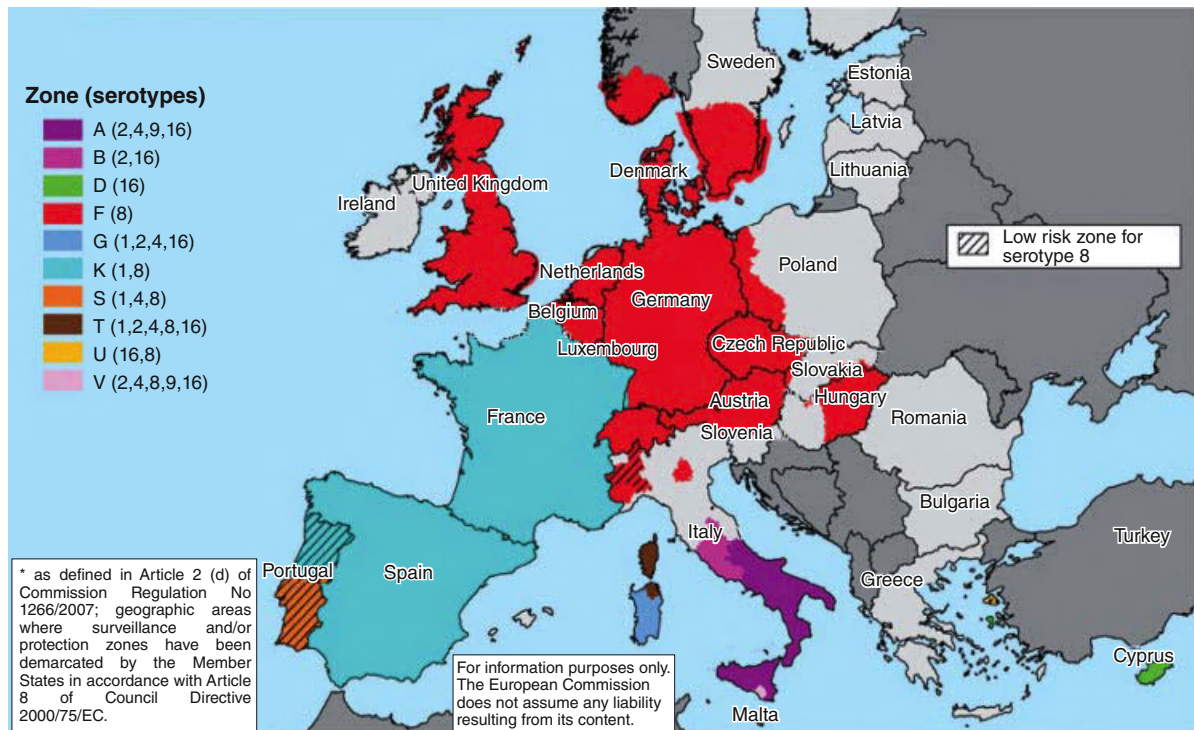 Zone (serotypes)
A (2,4,9,16)
B (2,16)
D (16)
F (8)
G (1,2,4,16)
K (1,8)
S (1,4,8)
T (1,2,4,8,16)
U (16,8)
V (2,4,8,9,16)
Sweden
Estonia
Latvia
Lithuania
Denmark
United Kingdom
Ireland
Low risk zone for
serotype 8
Poland
Netherlands
Germany
Belgium
Luxembourg
Czech Republic
Slovakia
Hungary
Austria
France
Romania
Slovenia
Bulgaria
Italy
Turkey
Portugal
Spain
Greece
Cyprus
Malta
* as defined in Article 2 (d) of
Commission Regulation No
1266/2007; geographic areas
where surveillance and/or
protection zones have been
demarcated by the Member
States in accordance with Article
8 of Council Directive
2000/75/EC.
For information purposes only.
The European Commission
does not assume any liability
resulting from its content.